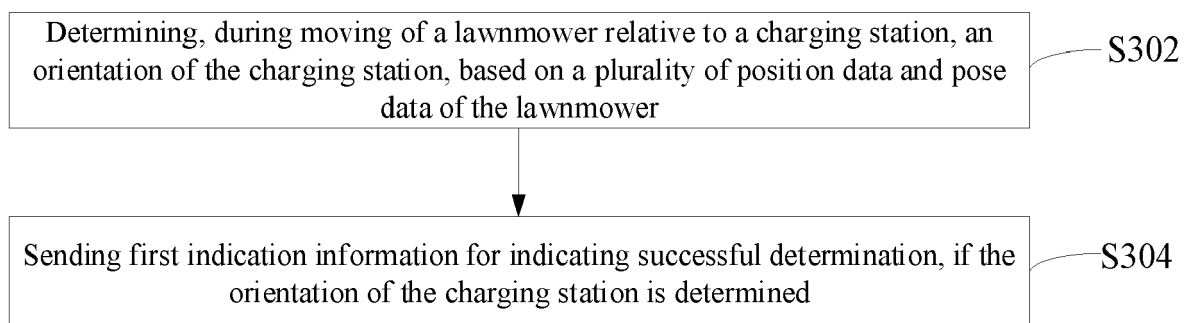 Determining, during moving of a lawnmower relative to a charging station, an
orientation of the charging station, based on a plurality of position data and pose
data of the lawnmower
S302
Sending first indication information for indicating successful determination, if the
orientation of the charging station is determined
S304